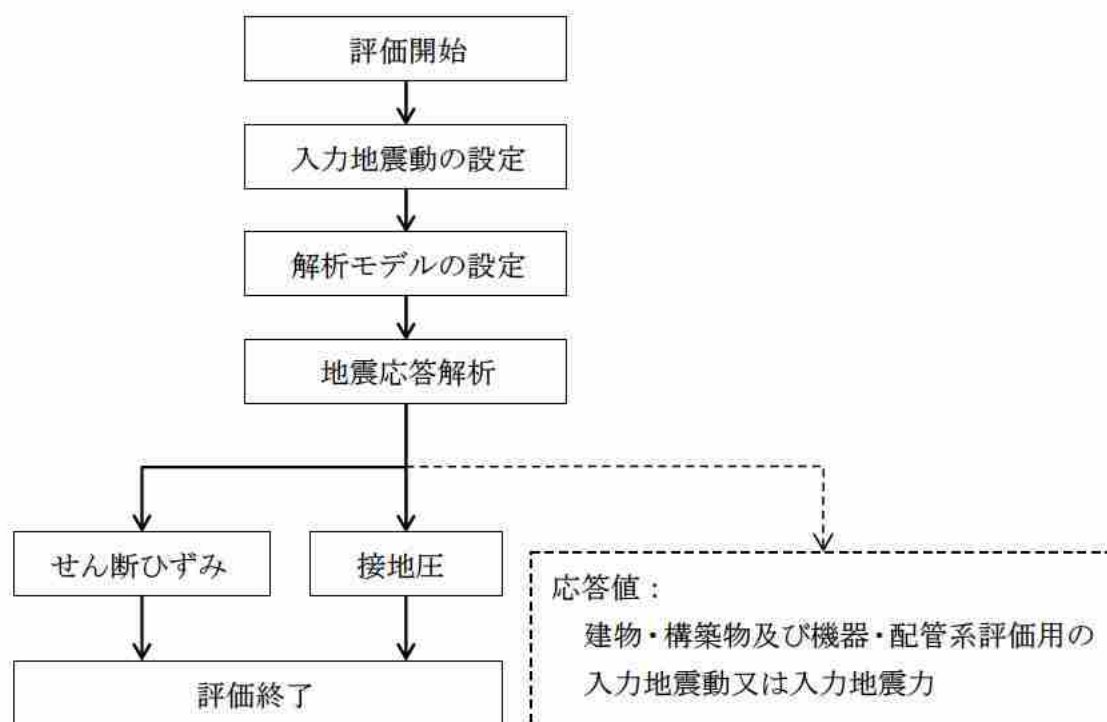 評価開始
入力地震動の設定
解析モデルの設定
地震応答解析
せん断ひずみ
接地圧
評価終了
応答値：
建物・構築物及び機器・配管系評価用の
入力地震動又は入力地震力